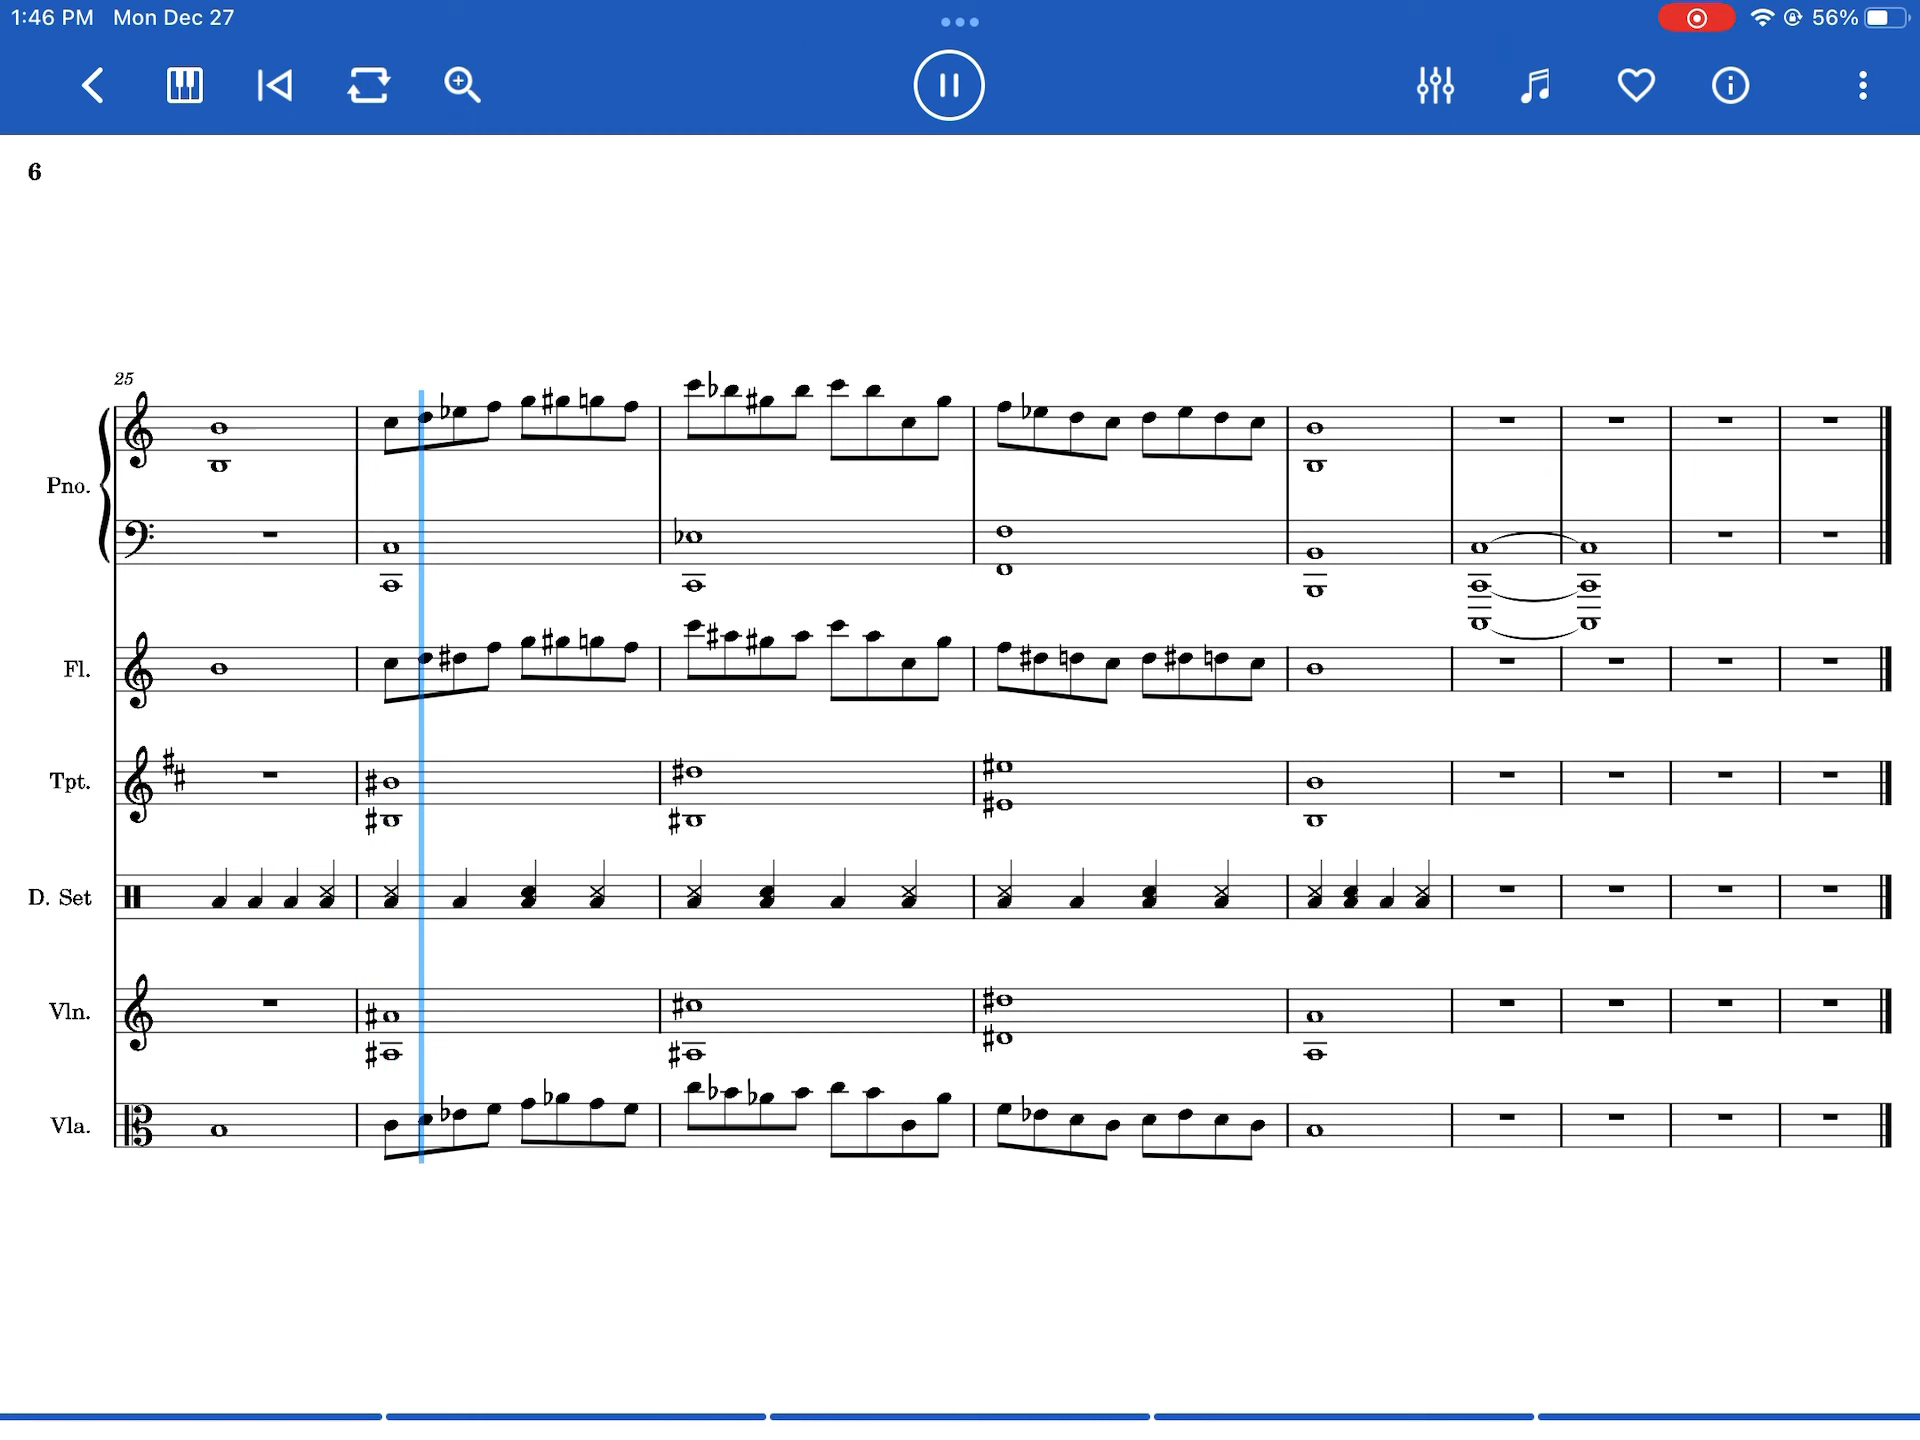 1:46 PM Mon Dec 27
56%
6
25
Pno.
Fl.
Tpt.
D. Set
Vln.
Vla.